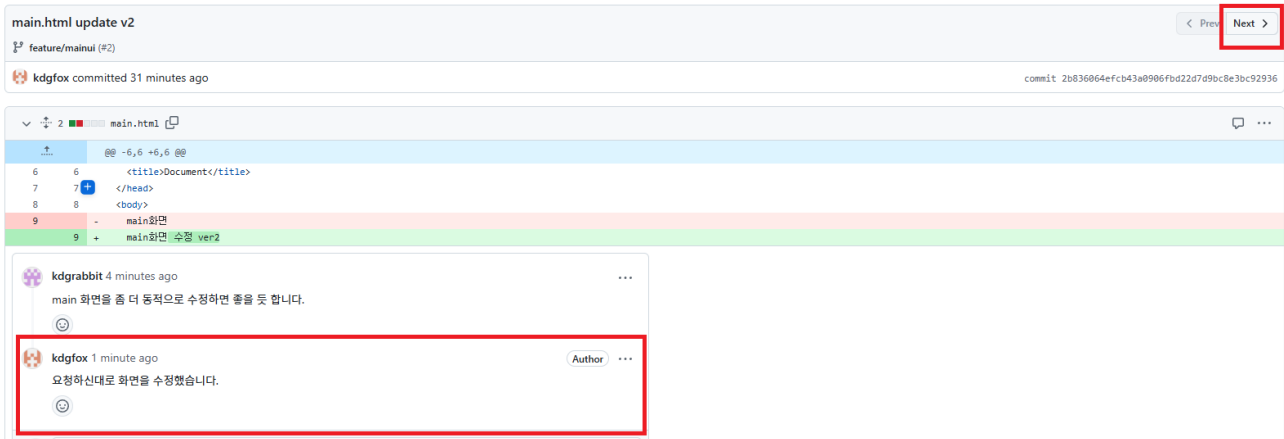 main.html update v2
< Prev Next >
feature/mainui (#2)
kdgfox committed 31 minutes ago
commit 2b836064efcb43a0906fbd22d7d9bc8e3bc92936
2 main.html
@@ -6,6 +6,6 @@
6 6 <title>Document</title>
7 7 + </head>
8 8 <body>
9 - main화면
9 + main화면 수정 ver2
kdgrabbit 4 minutes ago
main 화면을 좀 더 동적으로 수정하면 좋을 듯 합니다.
kdgfox 1 minute ago Author
요청하신대로 화면을 수정했습니다.